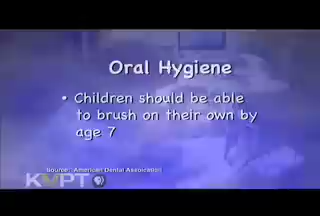 Oral Hygiene
• Children should be able
to brush on their own by
age 7
Source: American Dental Association
KVPT